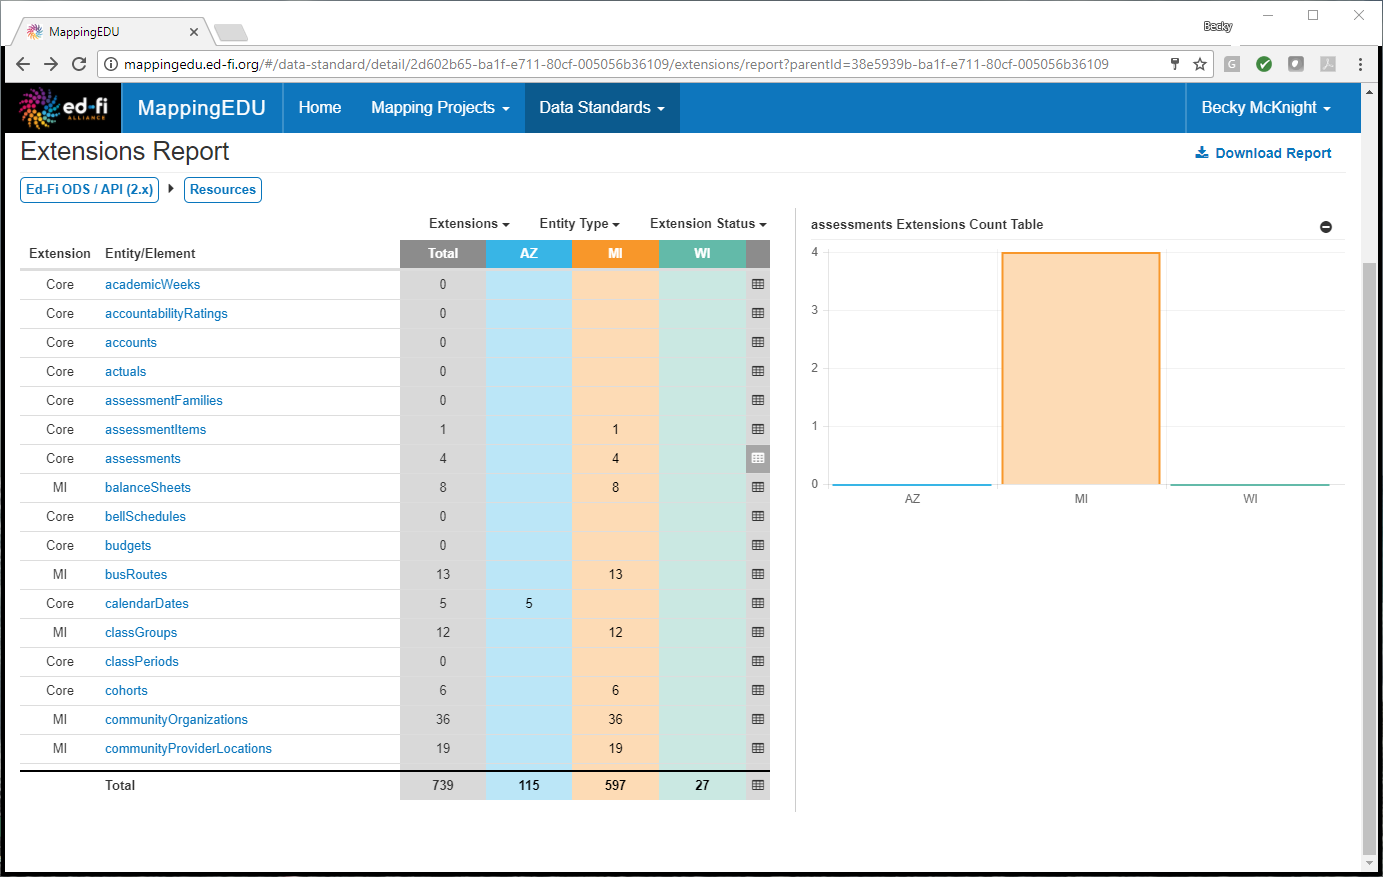 MappingEDU
Becky
mappingedu.ed-fi.org/#/data-standard/detail/2d602b65-ba1f-e711-80cf-005056b36109/extensions/report?parentId=38e5939b-ba1f-e711-80cf-005056b36109
G
ed-fi
ALLIANCE
MappingEDU Home Mapping Projects Data Standards Becky McKnight
Extensions Report Download Report
Ed-Fi ODS / API (2.x) Resources
Extensions Entity Type Extension Status
Extension Entity/Element Total AZ MI WI
Core academicWeeks 0
Core accountabilityRatings 0
Core accounts 0
Core actuals 0
Core assessmentFamilies 0
Core assessmentItems 1 1
Core assessments 4 4
MI balanceSheets 8 8
Core bellSchedules 0
Core budgets 0
MI busRoutes 13 13
Core calendarDates 5 5
MI classGroups 12 12
Core classPeriods 0
Core cohorts 6 6
MI communityOrganizations 36 36
MI communityProviderLocations 19 19
Total 739 115 597 27
assessments Extensions Count Table
4
3
2
1
0
AZ MI WI